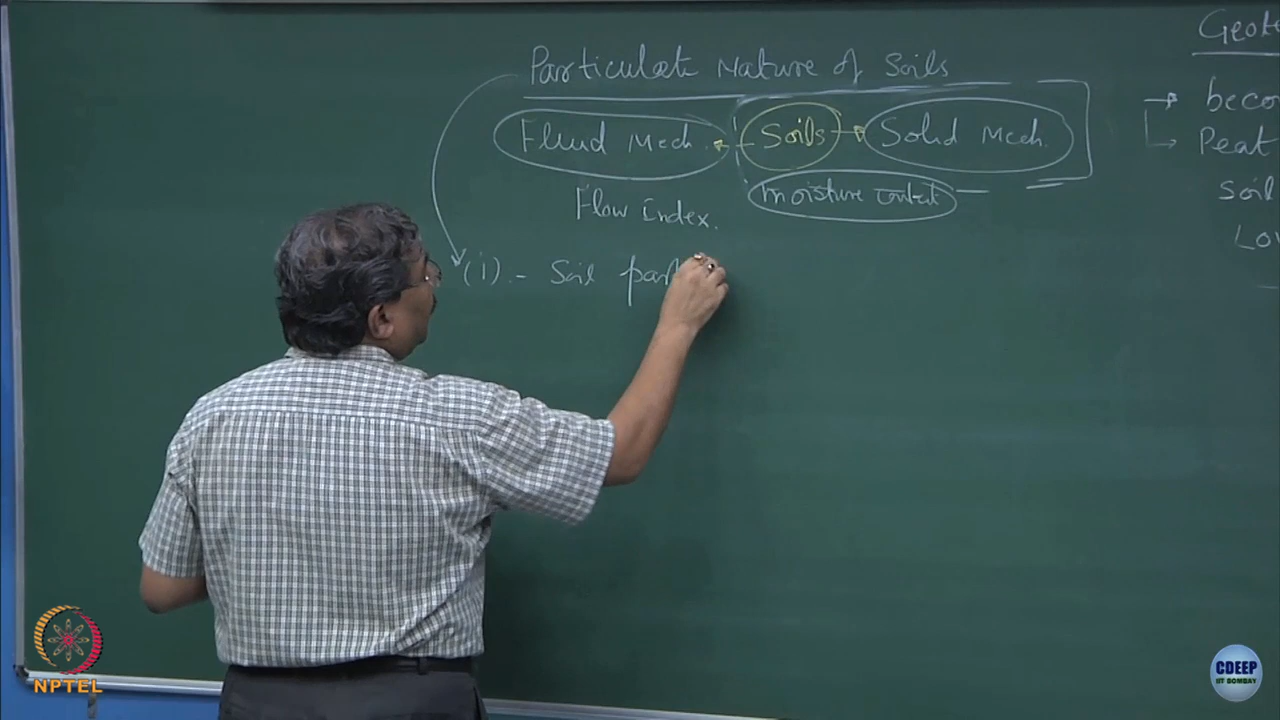 Particulate Nature of Soils
Fluid Mech. Soils Solid Mech.
moisture content
Flow Index.
(1).- Soil part
Geote
beco
Peat
Soil
Lo
NPTEL
CDEEP
IIT BOMBAY